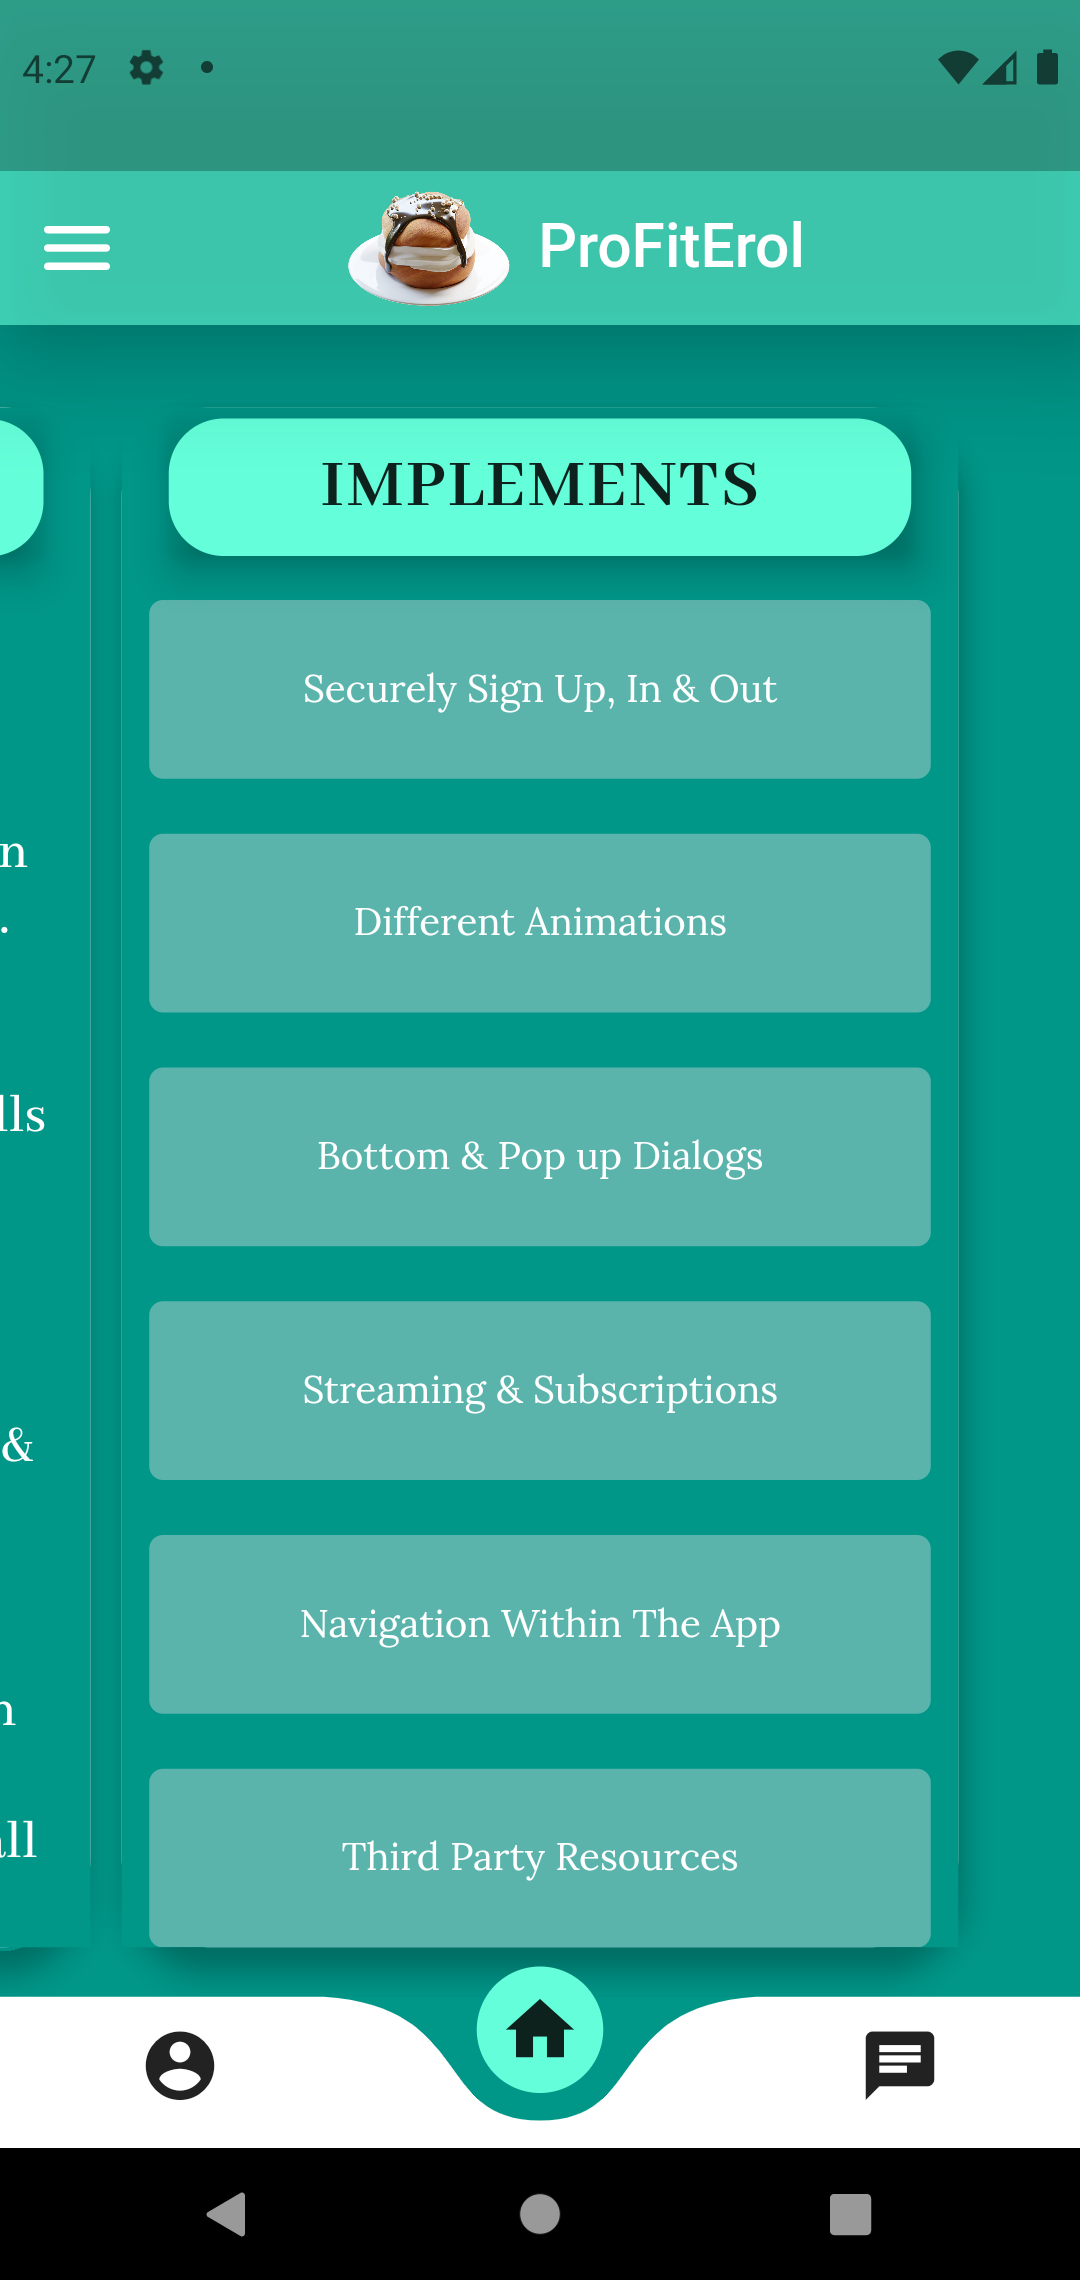 4:27
ProFitErol
IMPLEMENTS
Securely Sign Up, In & Out
Different Animations
n
.
Bottom & Pop up Dialogs
lls
Streaming & Subscriptions
&
Navigation Within The App
Third Party Resources
all